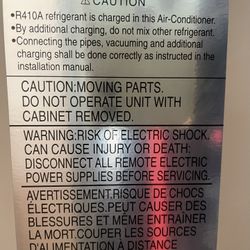 ⚠CAUTION
•R410A refrigerant is charged in this Air-Conditioner.
•By additional charging, do not mix other refrigerant.
•Connecting the pipes, vacuuming and additional
charging shall be done correctly as instructed in the
installation manual.
CAUTION:MOVING PARTS.
DO NOT OPERATE UNIT WITH
CABINET REMOVED.
WARNING:RISK OF ELECTRIC SHOCK.
CAN CAUSE INJURY OR DEATH:
DISCONNECT ALL REMOTE ELECTRIC
POWER SUPPLIES BEFORE SERVICING.
AVERTISSEMENT.RISQUE DE CHOCS
ÉLECTRIQUES.PEUT CAUSER DES
BLESSURES ET MÊME ENTRAÎNER
LA MORT.COUPER LES SOURCES
D'ALIMENTATION À DISTANCE